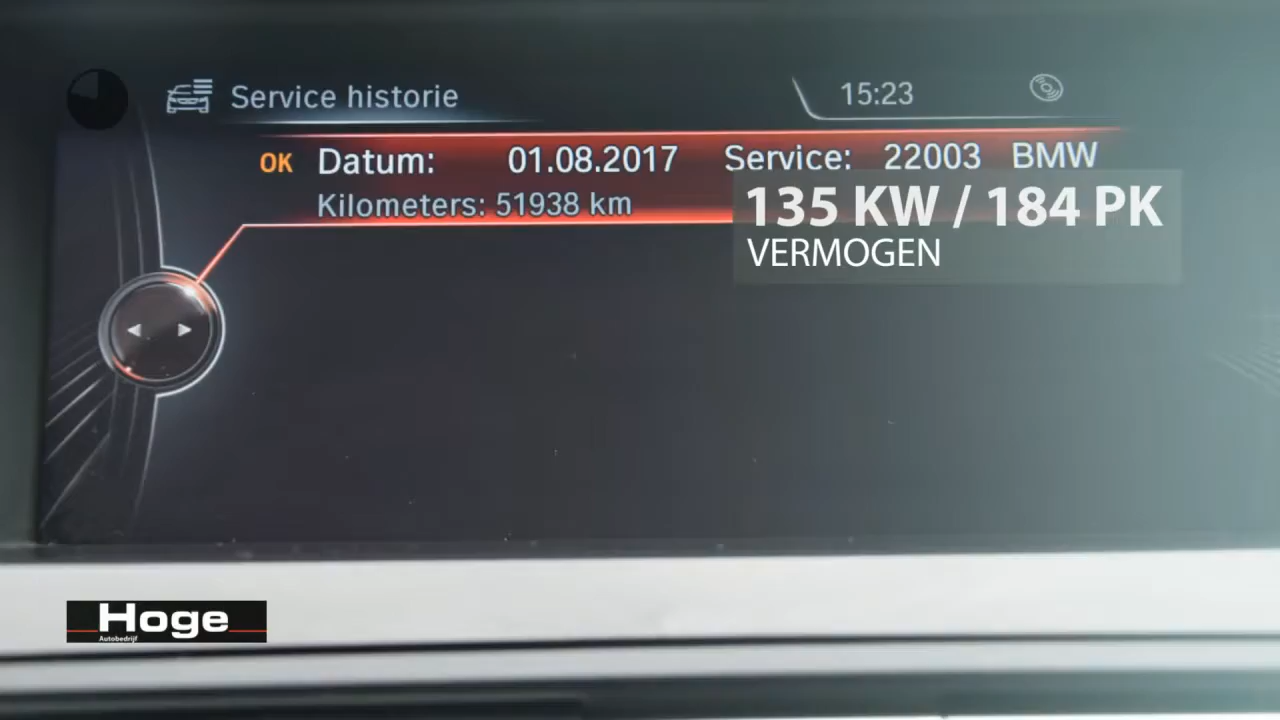 Service historie
15:23
OK Datum: 01.08.2017 Service: 22003 BMW
Kilometers: 51938 km
135 KW / 184 PK
VERMOGEN
Hoge
Autobedrijf